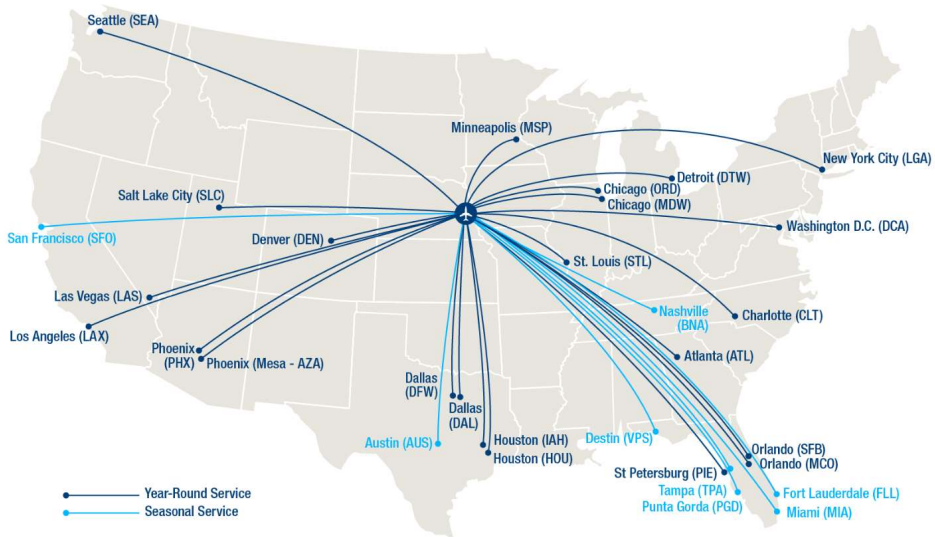 Seattle (SEA)
Minneapolis (MSP)
New York City (LGA)
Detroit (DTW)
Chicago (ORD)
Chicago (MDW)
Salt Lake City (SLC)
Washington D.C. (DCA)
San Francisco (SFO)
Denver (DEN)
St. Louis (STL)
Las Vegas (LAS)
Nashville
(BNA)
Charlotte (CLT)
Los Angeles (LAX)
Phoenix
(PHX)
Phoenix (Mesa - AZA)
Atlanta (ATL)
Dallas
(DFW)
Dallas
(DAL)
Austin (AUS)
Houston (IAH)
Houston (HOU)
Destin (VPS)
Orlando (SFB)
Orlando (MCO)
St Petersburg (PIE)
Tampa (TPA)
Punta Gorda (PGD)
Fort Lauderdale (FLL)
Miami (MIA)
Year-Round Service
Seasonal Service